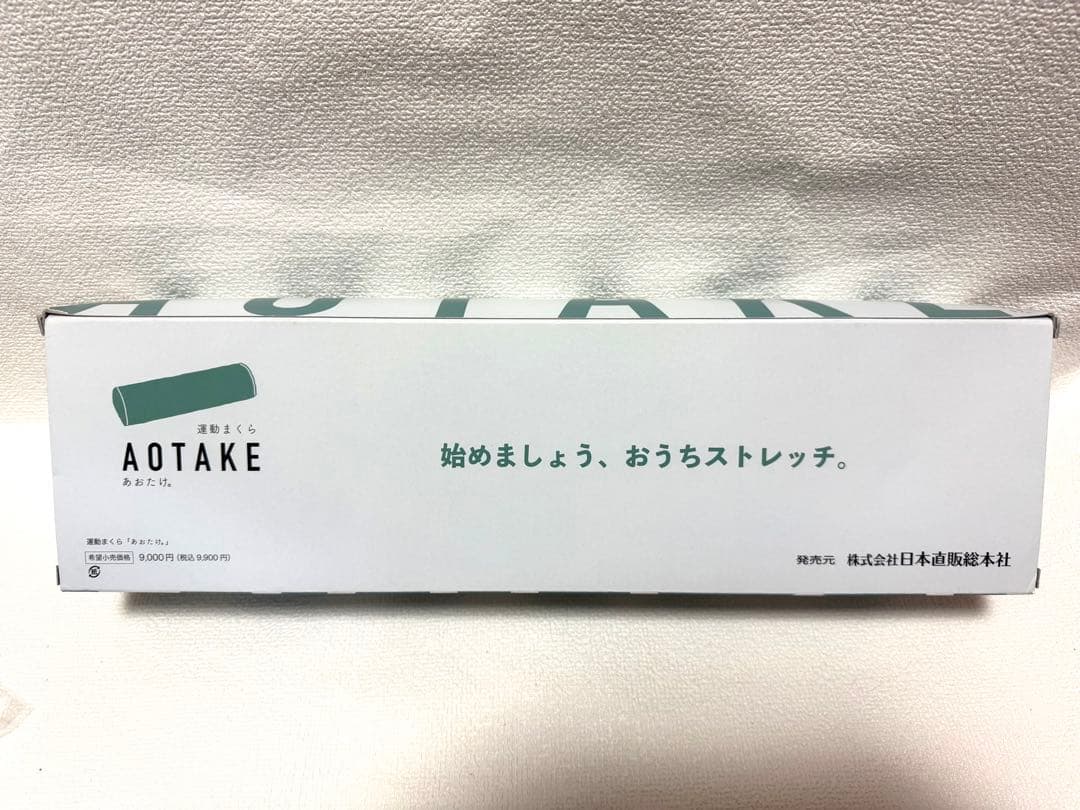 AOTAKE
運動まくら
AOTAKE
あおたけ。
始めましょう、おうちストレッチ。
運動まくら「あおたけ。」
希望小売価格 9,000円(税込9,900円)
発売元 株式会社日本直販総本社